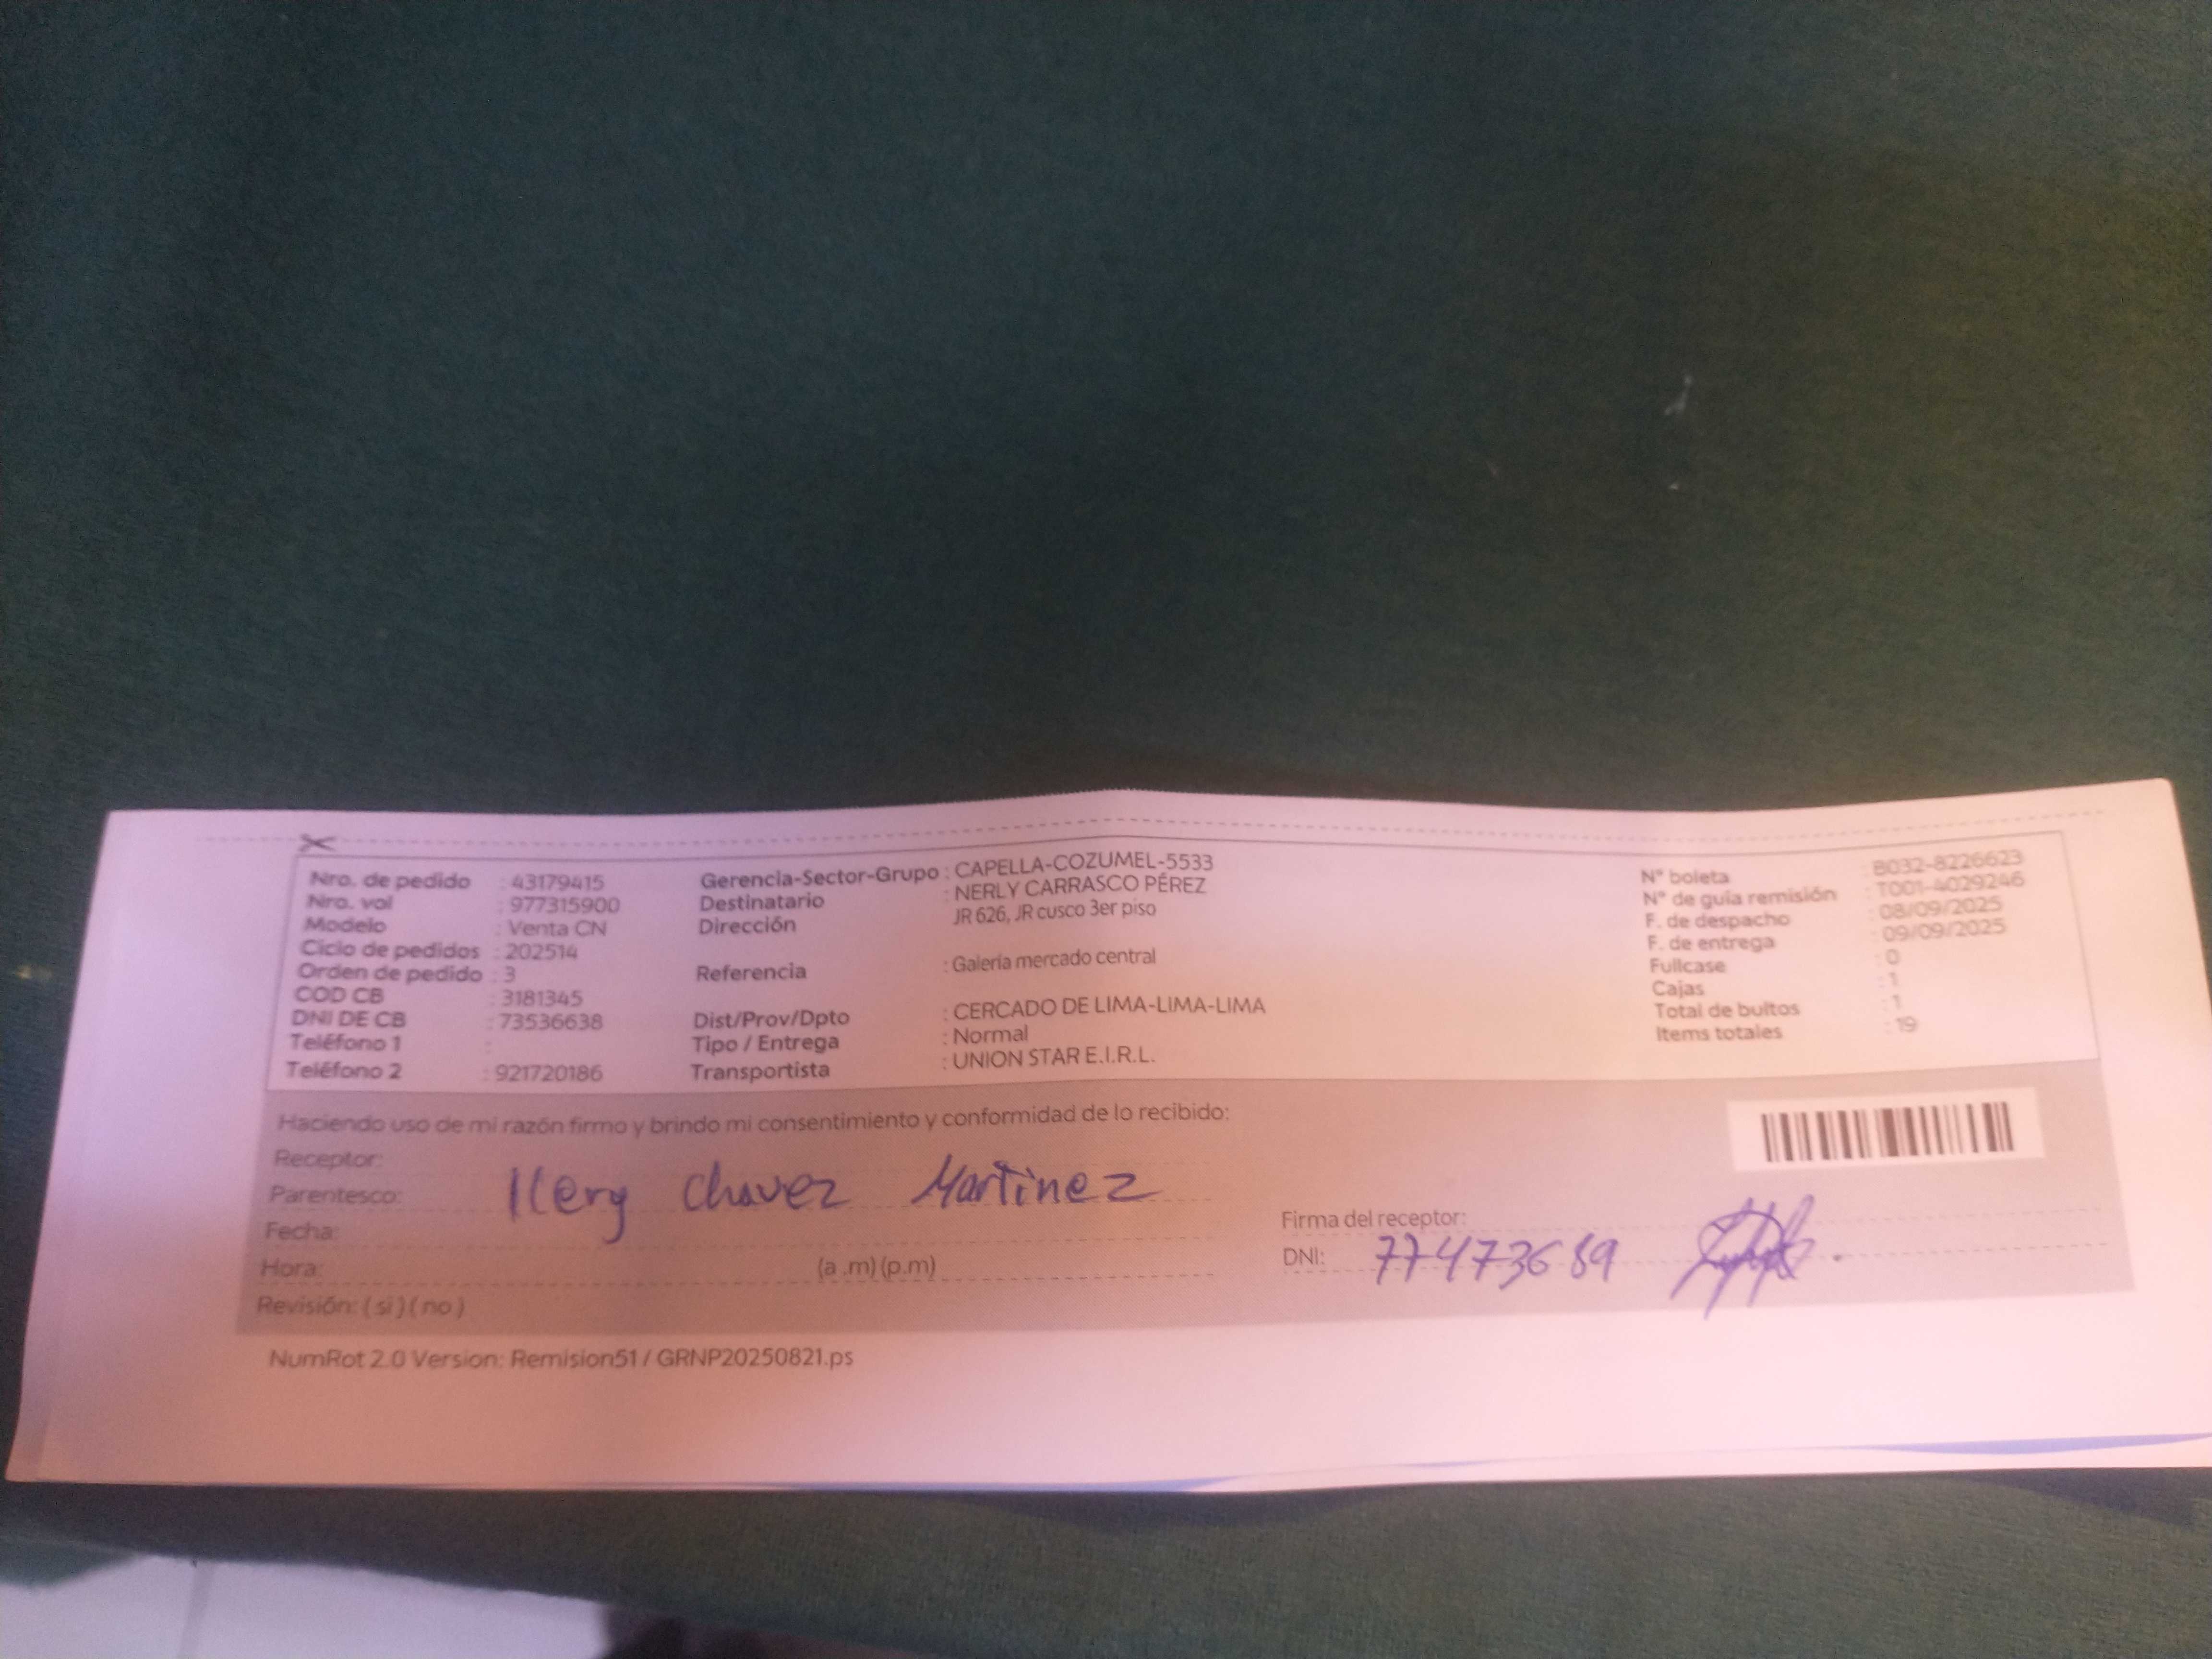 Nro. de pedido : 43179415
Nro. vol : 977315900
Modelo : Venta CN
Ciclo de pedidos : 202514
Orden de pedido : 3
COD CB : 3181345
DNI DE CB : 73536638
Teléfono 1 :
Teléfono 2 : 921720186
Gerencia-Sector-Grupo : CAPELLA-COZUMEL-5533
Destinatario : NERLY CARRASCO PÉREZ
Dirección JR 626, JR cusco 3er piso
Referencia : Galería mercado central
Dist/Prov/Dpto : CERCADO DE LIMA-LIMA-LIMA
Tipo / Entrega : Normal
Transportista : UNION STAR E.I.R.L.
N° boleta : B032-8226623
N° de guía remisión : T001-4029246
F. de despacho : 08/09/2025
F. de entrega : 09/09/2025
Fullcase : 0
Cajas : 1
Total de bultos : 1
Items totales : 19
Haciendo uso de mi razón firmo y brindo mi consentimiento y conformidad de lo recibido:
Receptor:
Parentesco: Chavez Martinez
Fecha:
Hora: (a .m) (p.m)
Revisión: ( si ) ( no )
Firma del receptor:
DNI: 77473689
NumRot 2.0 Version: Remision51 / GRNP20250821.ps